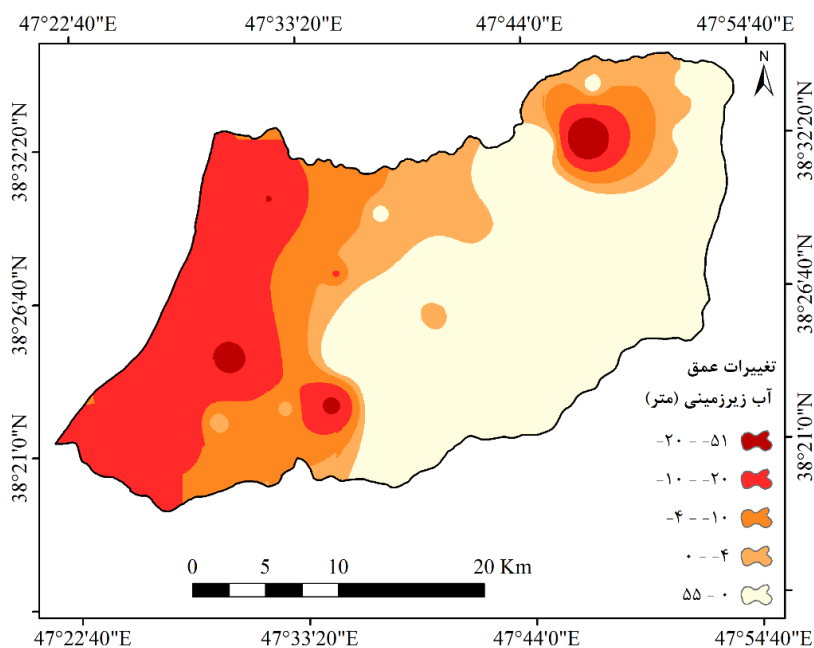 47°22'40"E 47°33'20"E 47°44'0"E 47°54'40"E
N
38°32'20"N
38°32'20"N
38°26'40"N
38°26'40"N
38°21'0"N
38°21'0"N
تغییرات عمق
آب زیرزمینی (متر)
-۵۱ - -۲۰
-۲۰ - -۱۰
-۱۰ - -۴
-۴ - ۰
۰ - ۵۵
0 5 10 20 Km
47°22'40"E 47°33'20"E 47°44'0"E 47°54'40"E